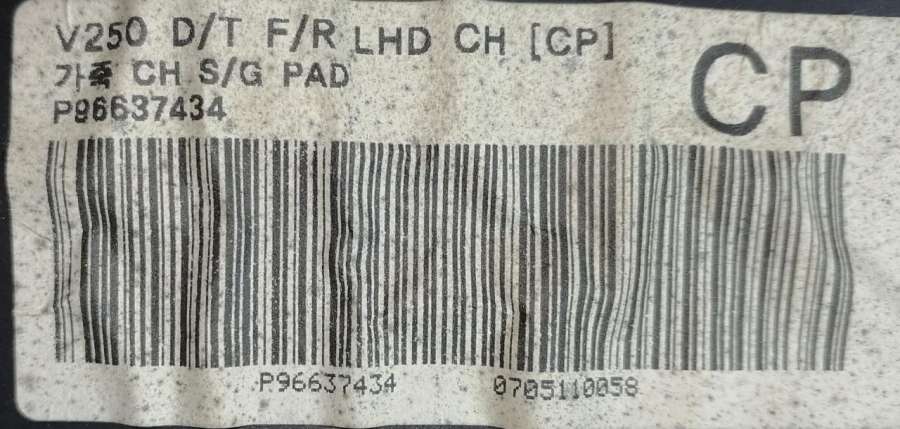 V250 D/T F/R LHD CH [CP]
가죽 CH S/G PAD
P96637434
CP
P96637434 0705110058